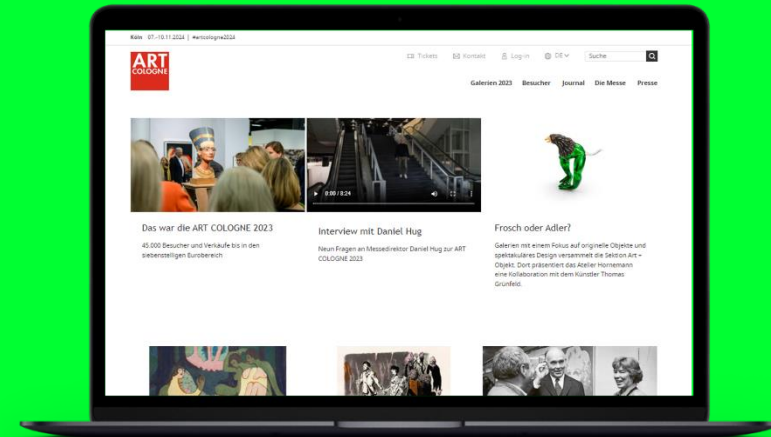 Köln 07.-10.11.2024 | #artcologne2024
ART
COLOGNE
Tickets Kontakt Log-in DE Suche
Galerien 2023 Besucher Journal Die Messe Presse
0:00 / 8:24
Das war die ART COLOGNE 2023
45.000 Besucher und Verkäufe bis in den
siebenstelligen Eurobereich
Interview mit Daniel Hug
Neun Fragen an Messedirektor Daniel Hug zur ART
COLOGNE 2023
Frosch oder Adler?
Galerien mit einem Fokus auf originelle Objekte und
spektakuläres Design versammelt die Sektion Art +
Objekt. Dort präsentiert das Atelier Hornemann
eine Kollaboration mit dem Künstler Thomas
Grünfeld.